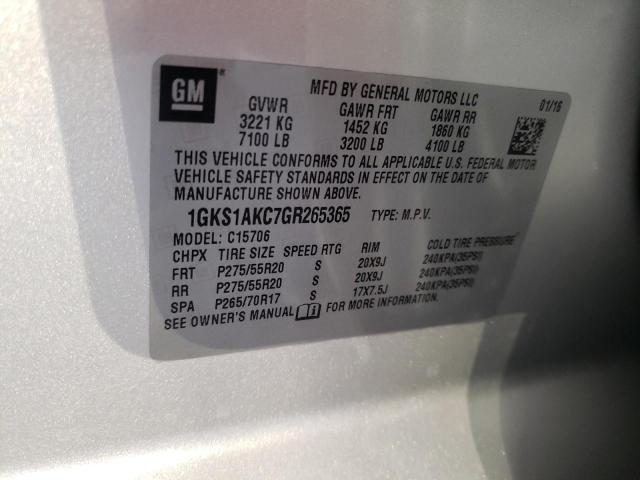 GM
MFD BY GENERAL MOTORS LLC 01/16
GVWR GAWR FRT GAWR RR
3221 KG 1452 KG 1860 KG
7100 LB 3200 LB 4100 LB
THIS VEHICLE CONFORMS TO ALL APPLICABLE U.S. FEDERAL MOTOR
VEHICLE SAFETY STANDARDS IN EFFECT ON THE DATE OF
MANUFACTURE SHOWN ABOVE.
1GKS1AKC7GR265365 TYPE: M.P.V.
MODEL: C15706
CHPX TIRE SIZE SPEED RTG RIM COLD TIRE PRESSURE
FRT P275/55R20 S 20X9J 240KPA(35PSI)
RR P275/55R20 S 20X9J 240KPA(35PSI)
SPA P265/70R17 S 17X7.5J 240KPA(35PSI)
SEE OWNER'S MANUAL FOR MORE INFORMATION.